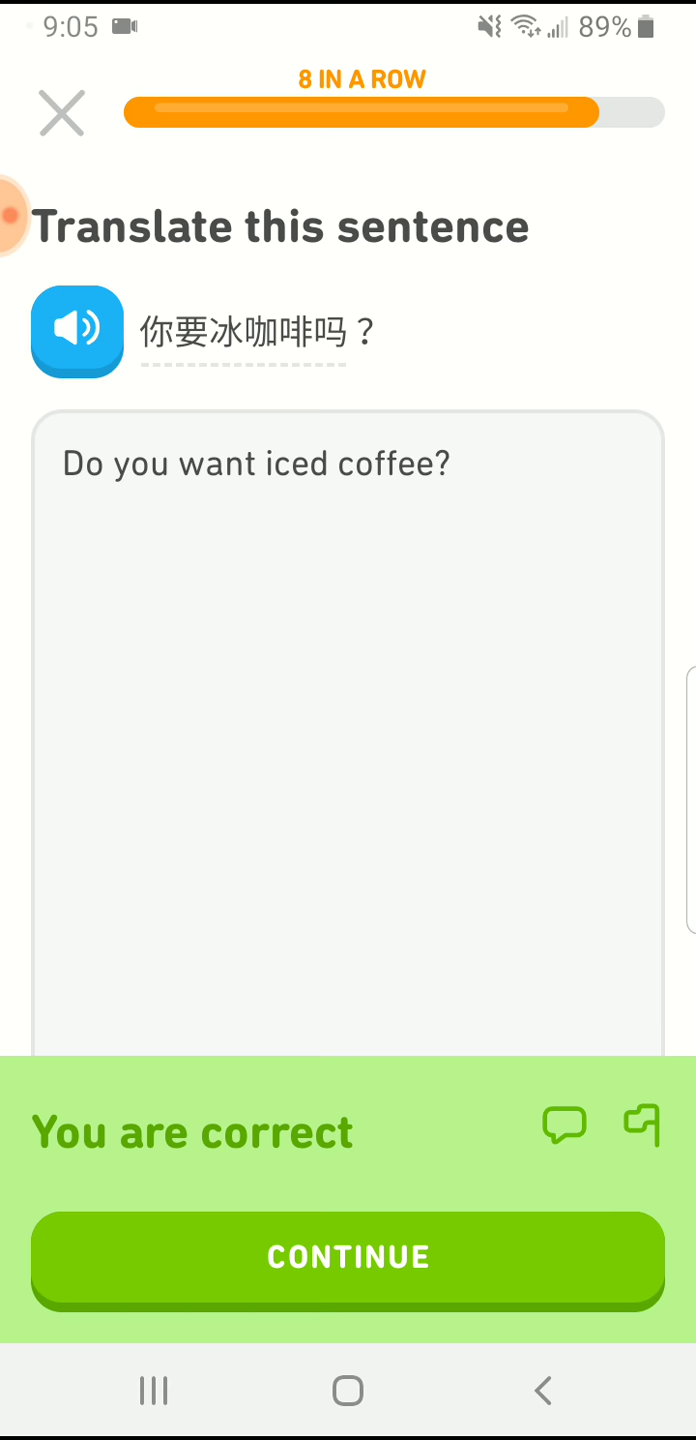 9:05 89%
8 IN A ROW
Translate this sentence
你要冰咖啡吗？
Do you want iced coffee?
You are correct
CONTINUE